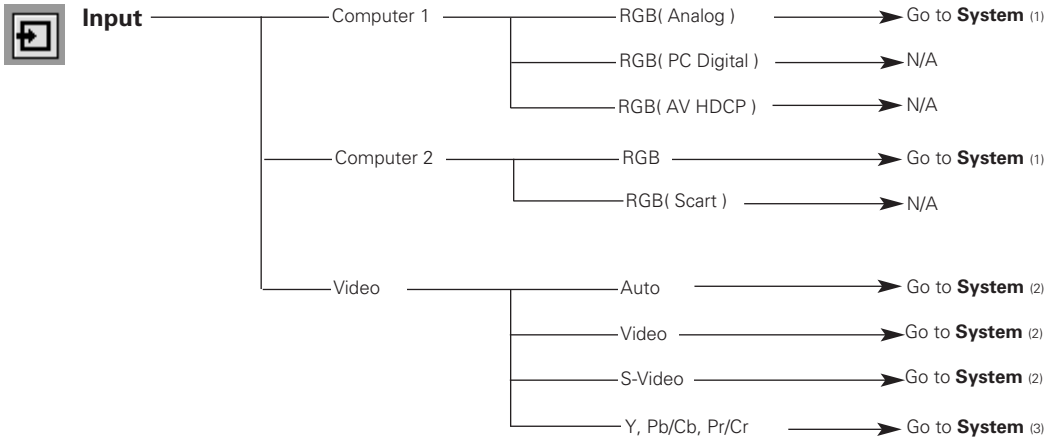 Input
Computer 1
RGB( Analog )
Go to System (1)
RGB( PC Digital )
N/A
RGB( AV HDCP )
N/A
Computer 2
RGB
Go to System (1)
RGB( Scart )
N/A
Video
Auto
Go to System (2)
Video
Go to System (2)
S-Video
Go to System (2)
Y, Pb/Cb, Pr/Cr
Go to System (3)